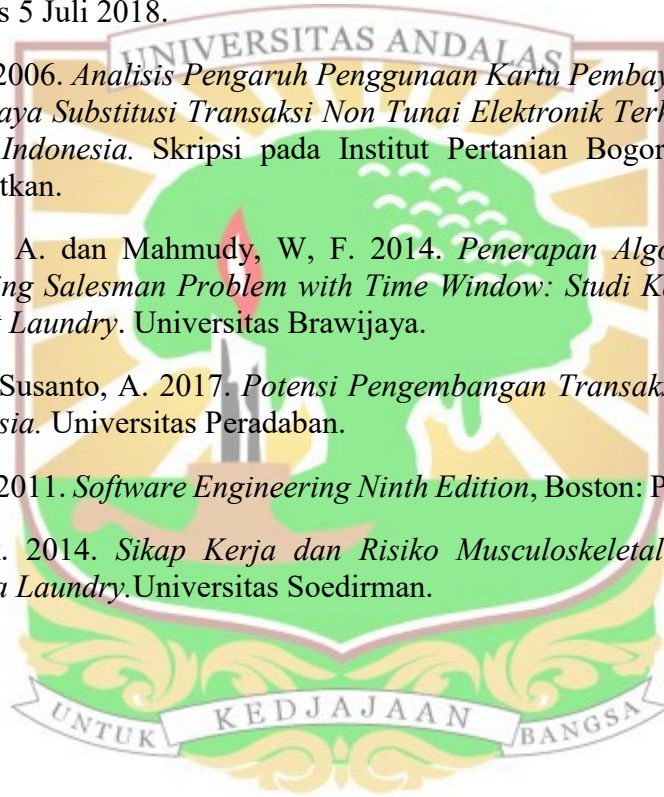 s 5 Juli 2018.
UNIVERSITAS ANDALAS
2006. Analisis Pengaruh Penggunaan Kartu Pembay
aya Substitusi Transaksi Non Tunai Elektronik Terh
Indonesia. Skripsi pada Institut Pertanian Bogor
tkan.
A. dan Mahmudy, W, F. 2014. Penerapan Algo
ing Salesman Problem with Time Window: Studi K
Laundry. Universitas Brawijaya.
Susanto, A. 2017. Potensi Pengembangan Transaks
sia. Universitas Peradaban.
2011. Software Engineering Ninth Edition, Boston: P
. 2014. Sikap Kerja dan Risiko Musculoskeletal
a Laundry.Universitas Soedirman.
UNTUK KEDJAJAAN BANGSA